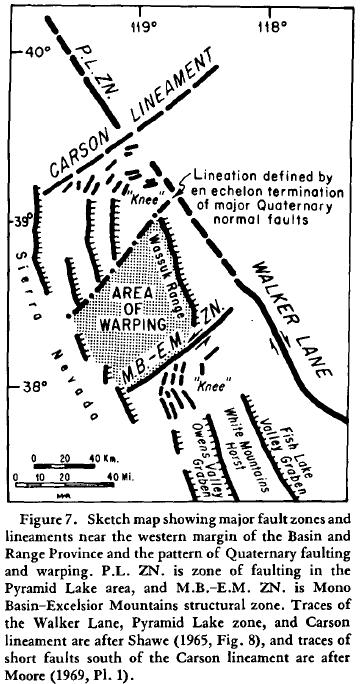 119°
118°
40°
P.L. ZN.
CARSON LINEAMENT
"Knee"
Lineation defined by
en echelon termination
of major Quaternary
normal faults
39°
Sierra Nevada
Wassuk Range
AREA
OF
WARPING
WALKER LANE
M.B.-E.M. ZN.
38°
"Knee"
Owens Valley
Graben
White Mountains
Horst
Fish Lake
Valley Graben
0 20 40 Km.
0 10 20 40 Mi.
Figure 7. Sketch map showing major fault zones and
lineaments near the western margin of the Basin and
Range Province and the pattern of Quaternary faulting
and warping. P.L. ZN. is zone of faulting in the
Pyramid Lake area, and M.B.-E.M. ZN. is Mono
Basin-Excelsior Mountains structural zone. Traces of
the Walker Lane, Pyramid Lake zone, and Carson
lineament are after Shawe (1965, Fig. 8), and traces of
short faults south of the Carson lineament are after
Moore (1969, Pl. 1).